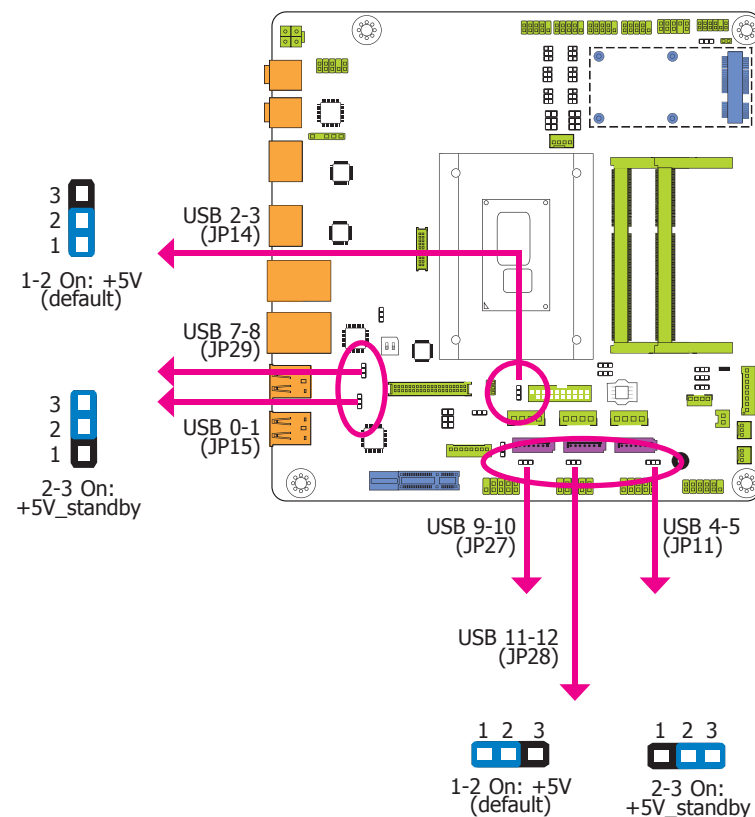 3
2
1
1-2 On: +5V
(default)
USB 2-3
(JP14)
USB 7-8
(JP29)
USB 0-1
(JP15)
3
2
1
2-3 On:
+5V_standby
USB 9-10
(JP27)
USB 4-5
(JP11)
USB 11-12
(JP28)
1 2 3
1-2 On: +5V
(default)
1 2 3
2-3 On:
+5V_standby